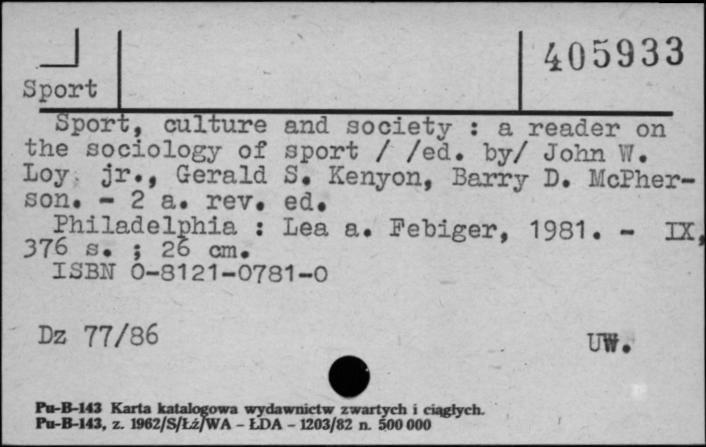 405933
Sport
Sport, culture and society : a reader on
the sociology of sport / /ed. by/ John W.
Loy jr., Gerald S. Kenyon, Barry D. McPher-
son. - 2 a. rev. ed.
Philadelphia : Lea a. Febiger, 1981. - IX,
376 s. ; 26 cm.
ISBN 0-8121-0781-0
Dz 77/86 UW.
Pu-B-143 Karta katalogowa wydawnictw zwartych i ciągłych.
Pu-B-143, z. 1962/S/Łź/WA - ŁDA - 1203/82 n. 500 000